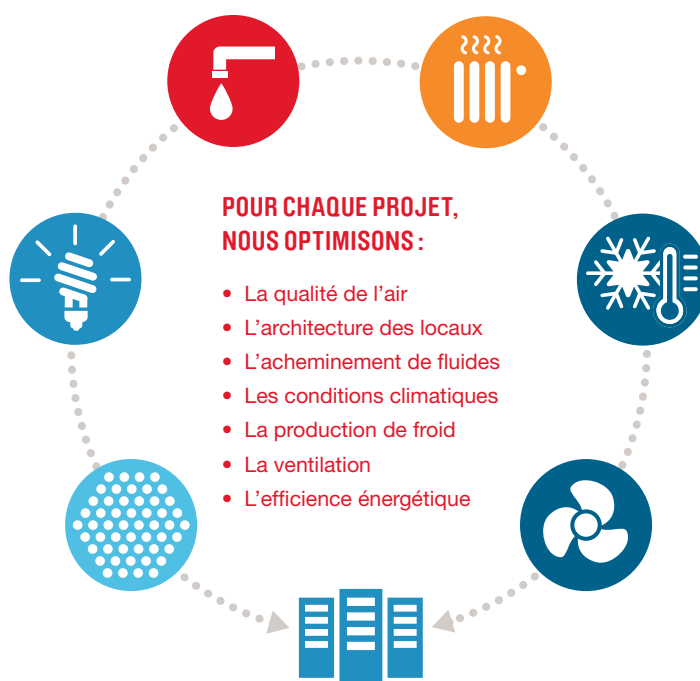 POUR CHAQUE PROJET,
NOUS OPTIMISONS :
• La qualité de l’air
• L’architecture des locaux
• L’acheminement de fluides
• Les conditions climatiques
• La production de froid
• La ventilation
• L’efficience énergétique